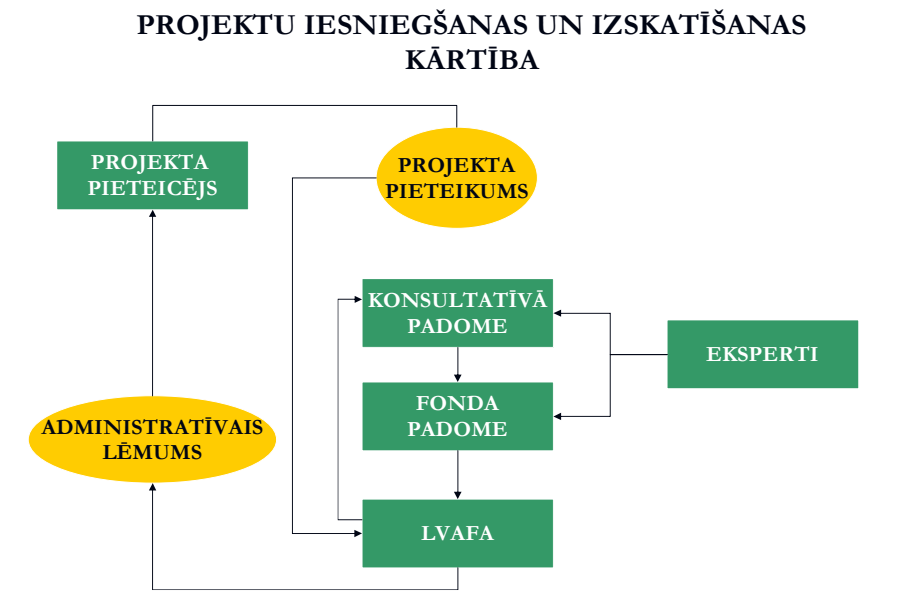 PROJEKTU IESNIEGŠANAS UN IZSKATĪŠANAS
KĀRTĪBA
PROJEKTA
PIETEICĒJS
PROJEKTA
PIETEIKUMS
KONSULTATĪVĀ
PADOME
EKSPERTI
FONDA
PADOME
ADMINISTRATĪVAIS
LĒMUMS
LVAFA